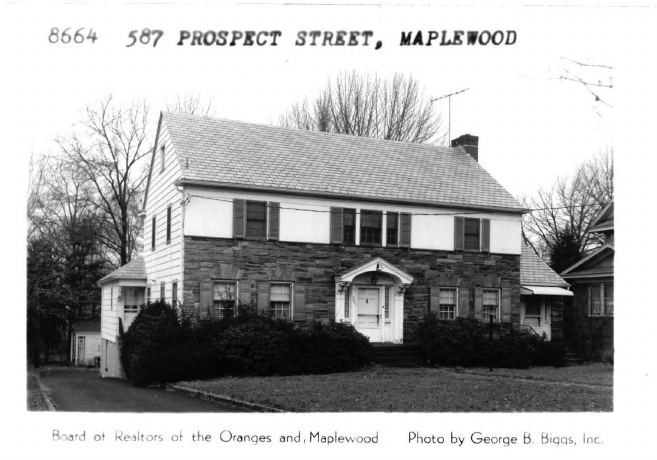 8664 587 PROSPECT STREET, MAPLEWOOD
Board of Realtors of the Oranges and, Maplewood Photo by George B. Biggs, Inc.